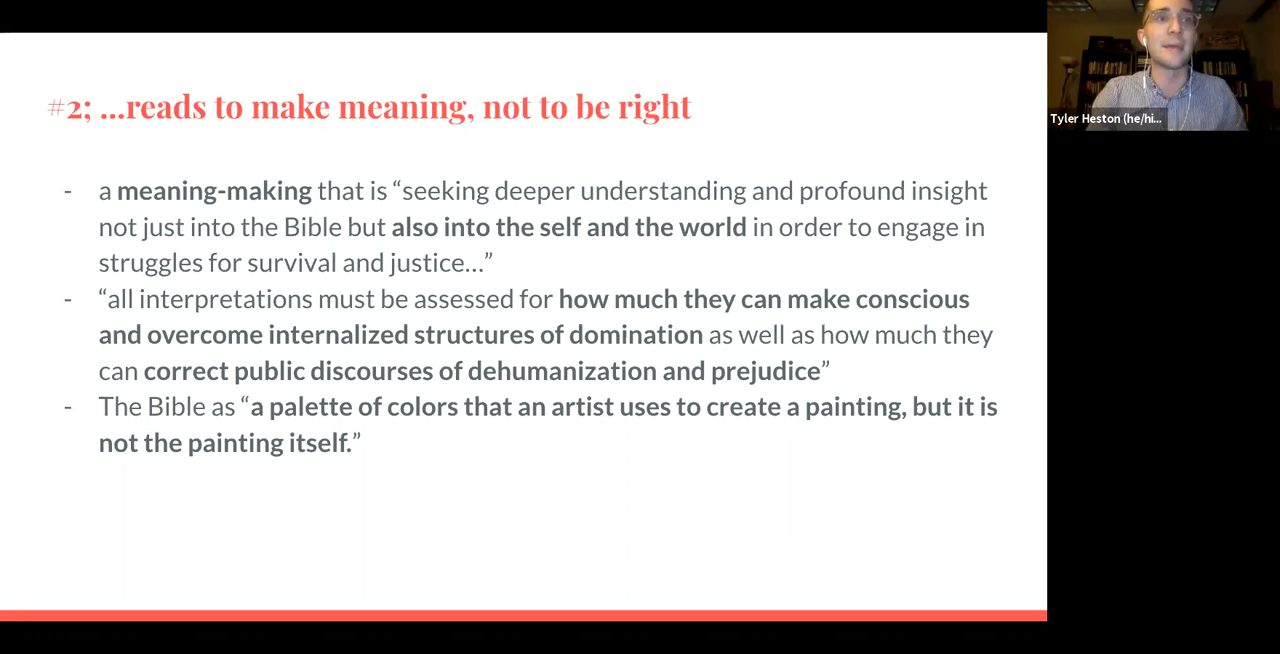 #2; ...reads to make meaning, not to be right
- a meaning-making that is “seeking deeper understanding and profound insight
not just into the Bible but also into the self and the world in order to engage in
struggles for survival and justice…”
- “all interpretations must be assessed for how much they can make conscious
and overcome internalized structures of domination as well as how much they
can correct public discourses of dehumanization and prejudice”
- The Bible as “a palette of colors that an artist uses to create a painting, but it is
not the painting itself.”
Tyler Heston (he/hi...